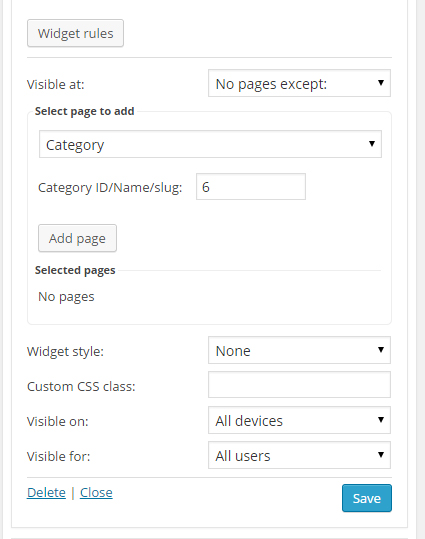 Widget rules
Visible at: No pages except:
Select page to add
Category
Category ID/Name/slug: 6
Add page
Selected pages
No pages
Widget style: None
Custom CSS class:
Visible on: All devices
Visible for: All users
Delete | Close Save